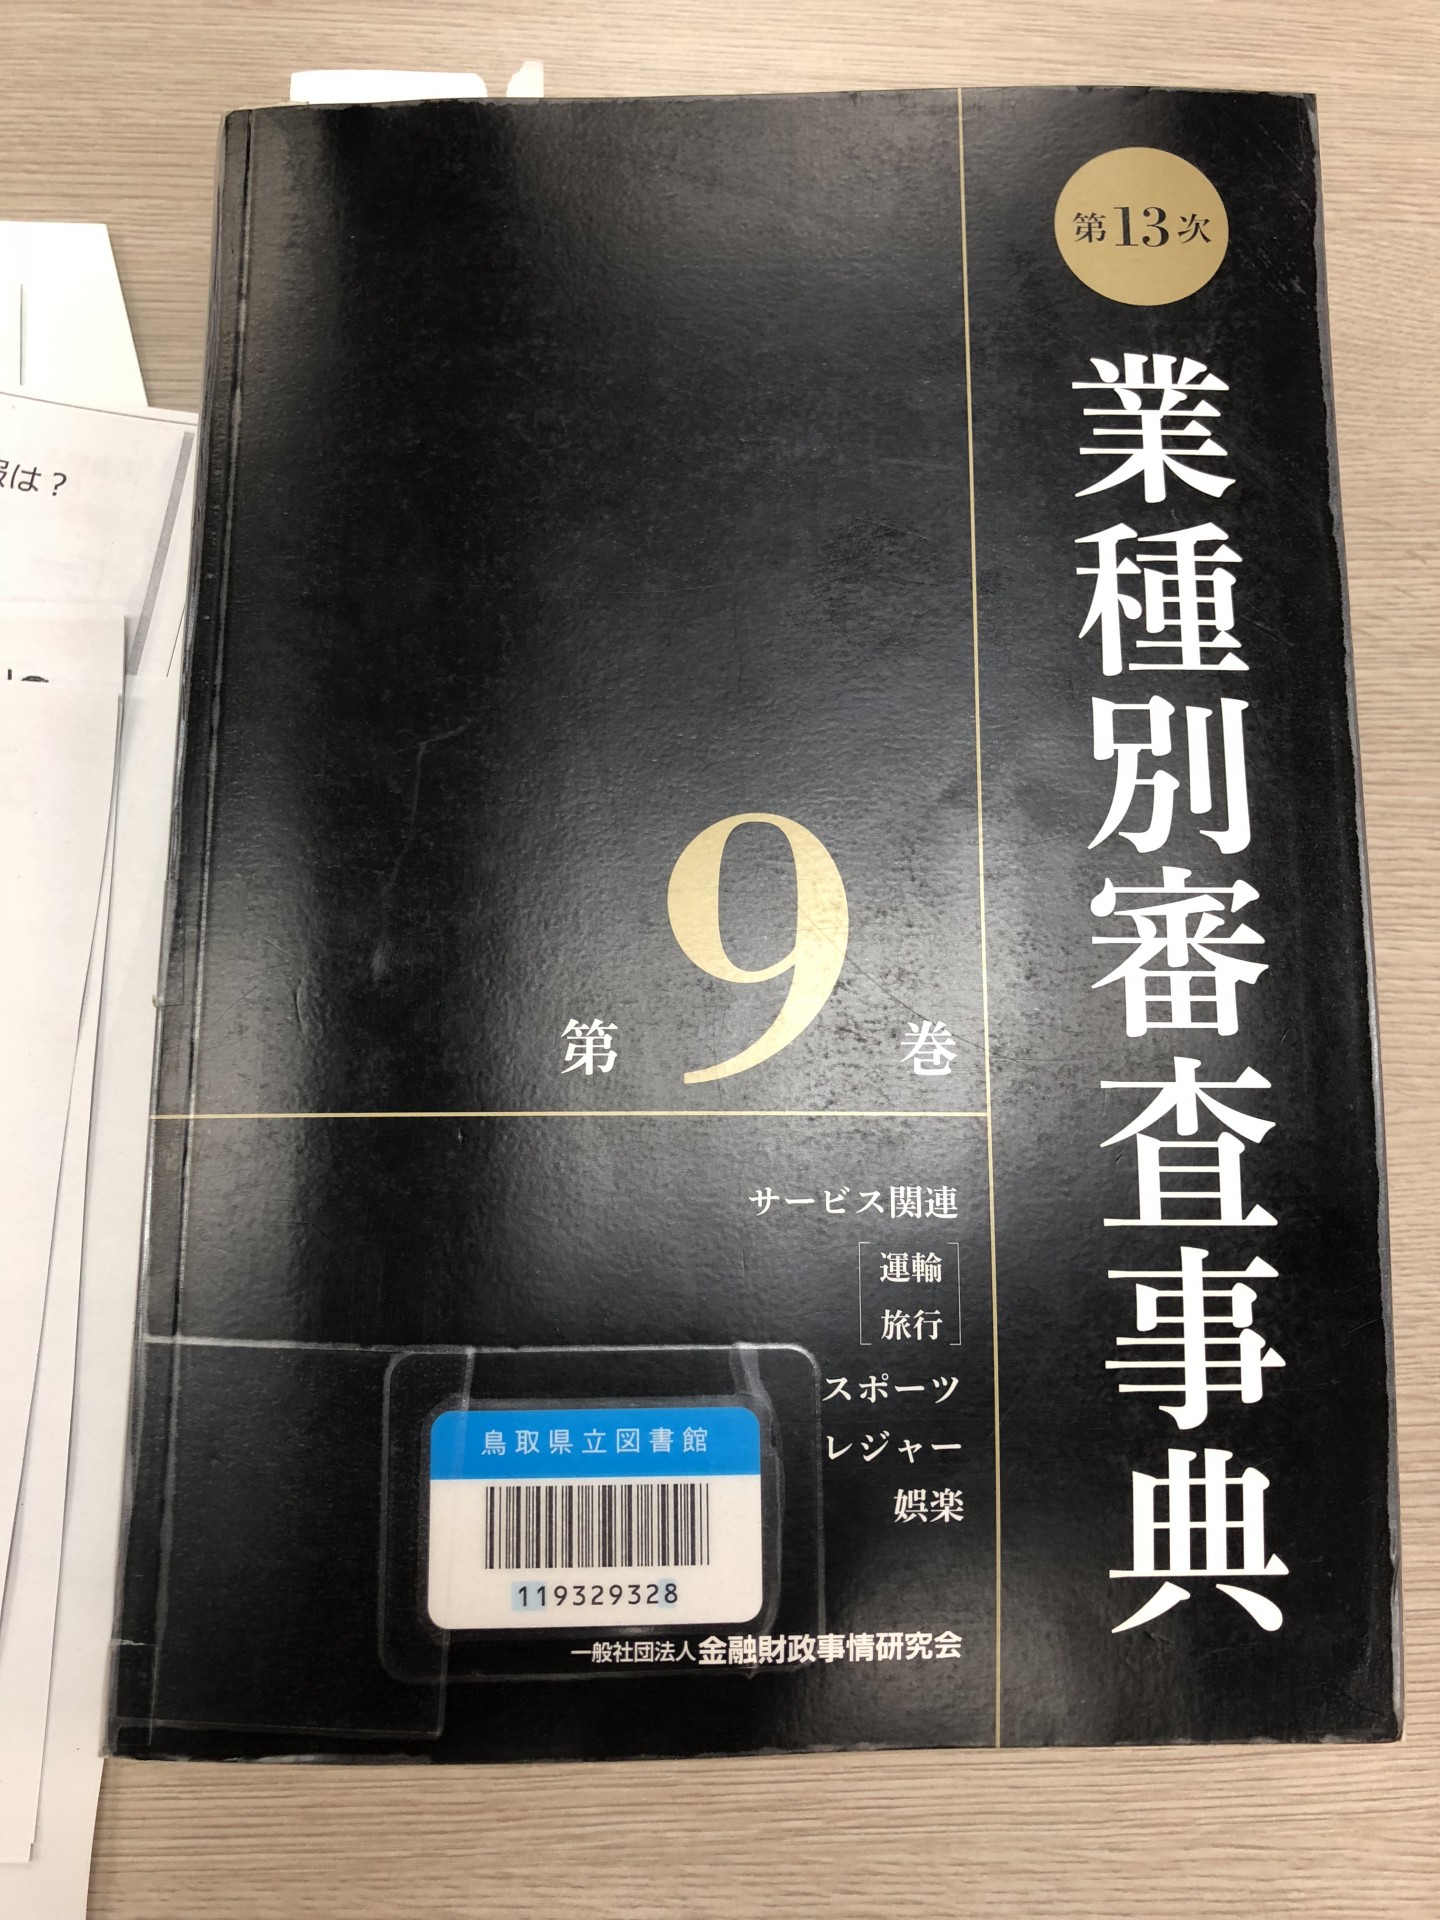 第13次
業種別審査事典
第9巻
サービス関連
運輸
旅行
スポーツ
レジャー
娯楽
鳥取県立図書館
119329328
一般社団法人 金融財政事情研究会
は？